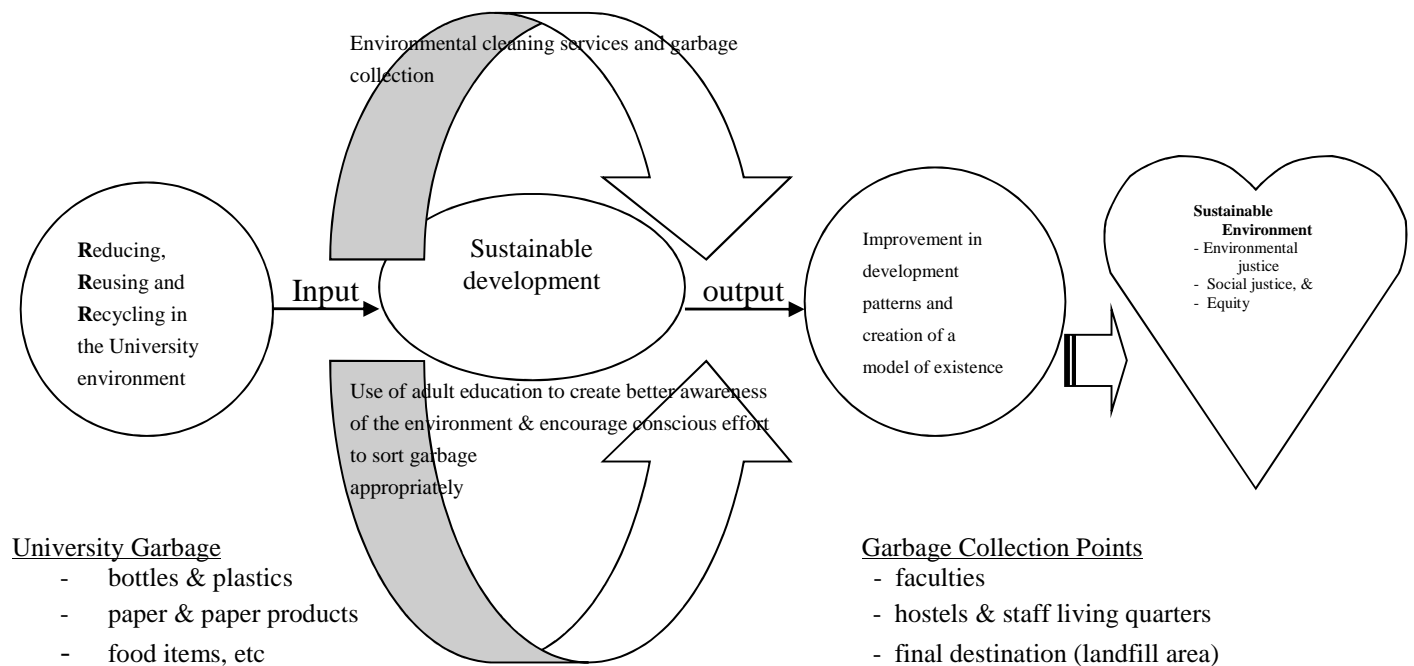 Environmental cleaning services and garbage
collection
Reducing,
Reusing and
Recycling in
the University
environment
Input
Sustainable
development
output
Improvement in
development
patterns and
creation of a
model of existence
Sustainable
Environment
- Environmental
justice
- Social justice, &
- Equity
Use of adult education to create better awareness
of the environment & encourage conscious effort
to sort garbage
appropriately
University Garbage
- bottles & plastics
- paper & paper products
- food items, etc
Garbage Collection Points
- faculties
- hostels & staff living quarters
- final destination (landfill area)